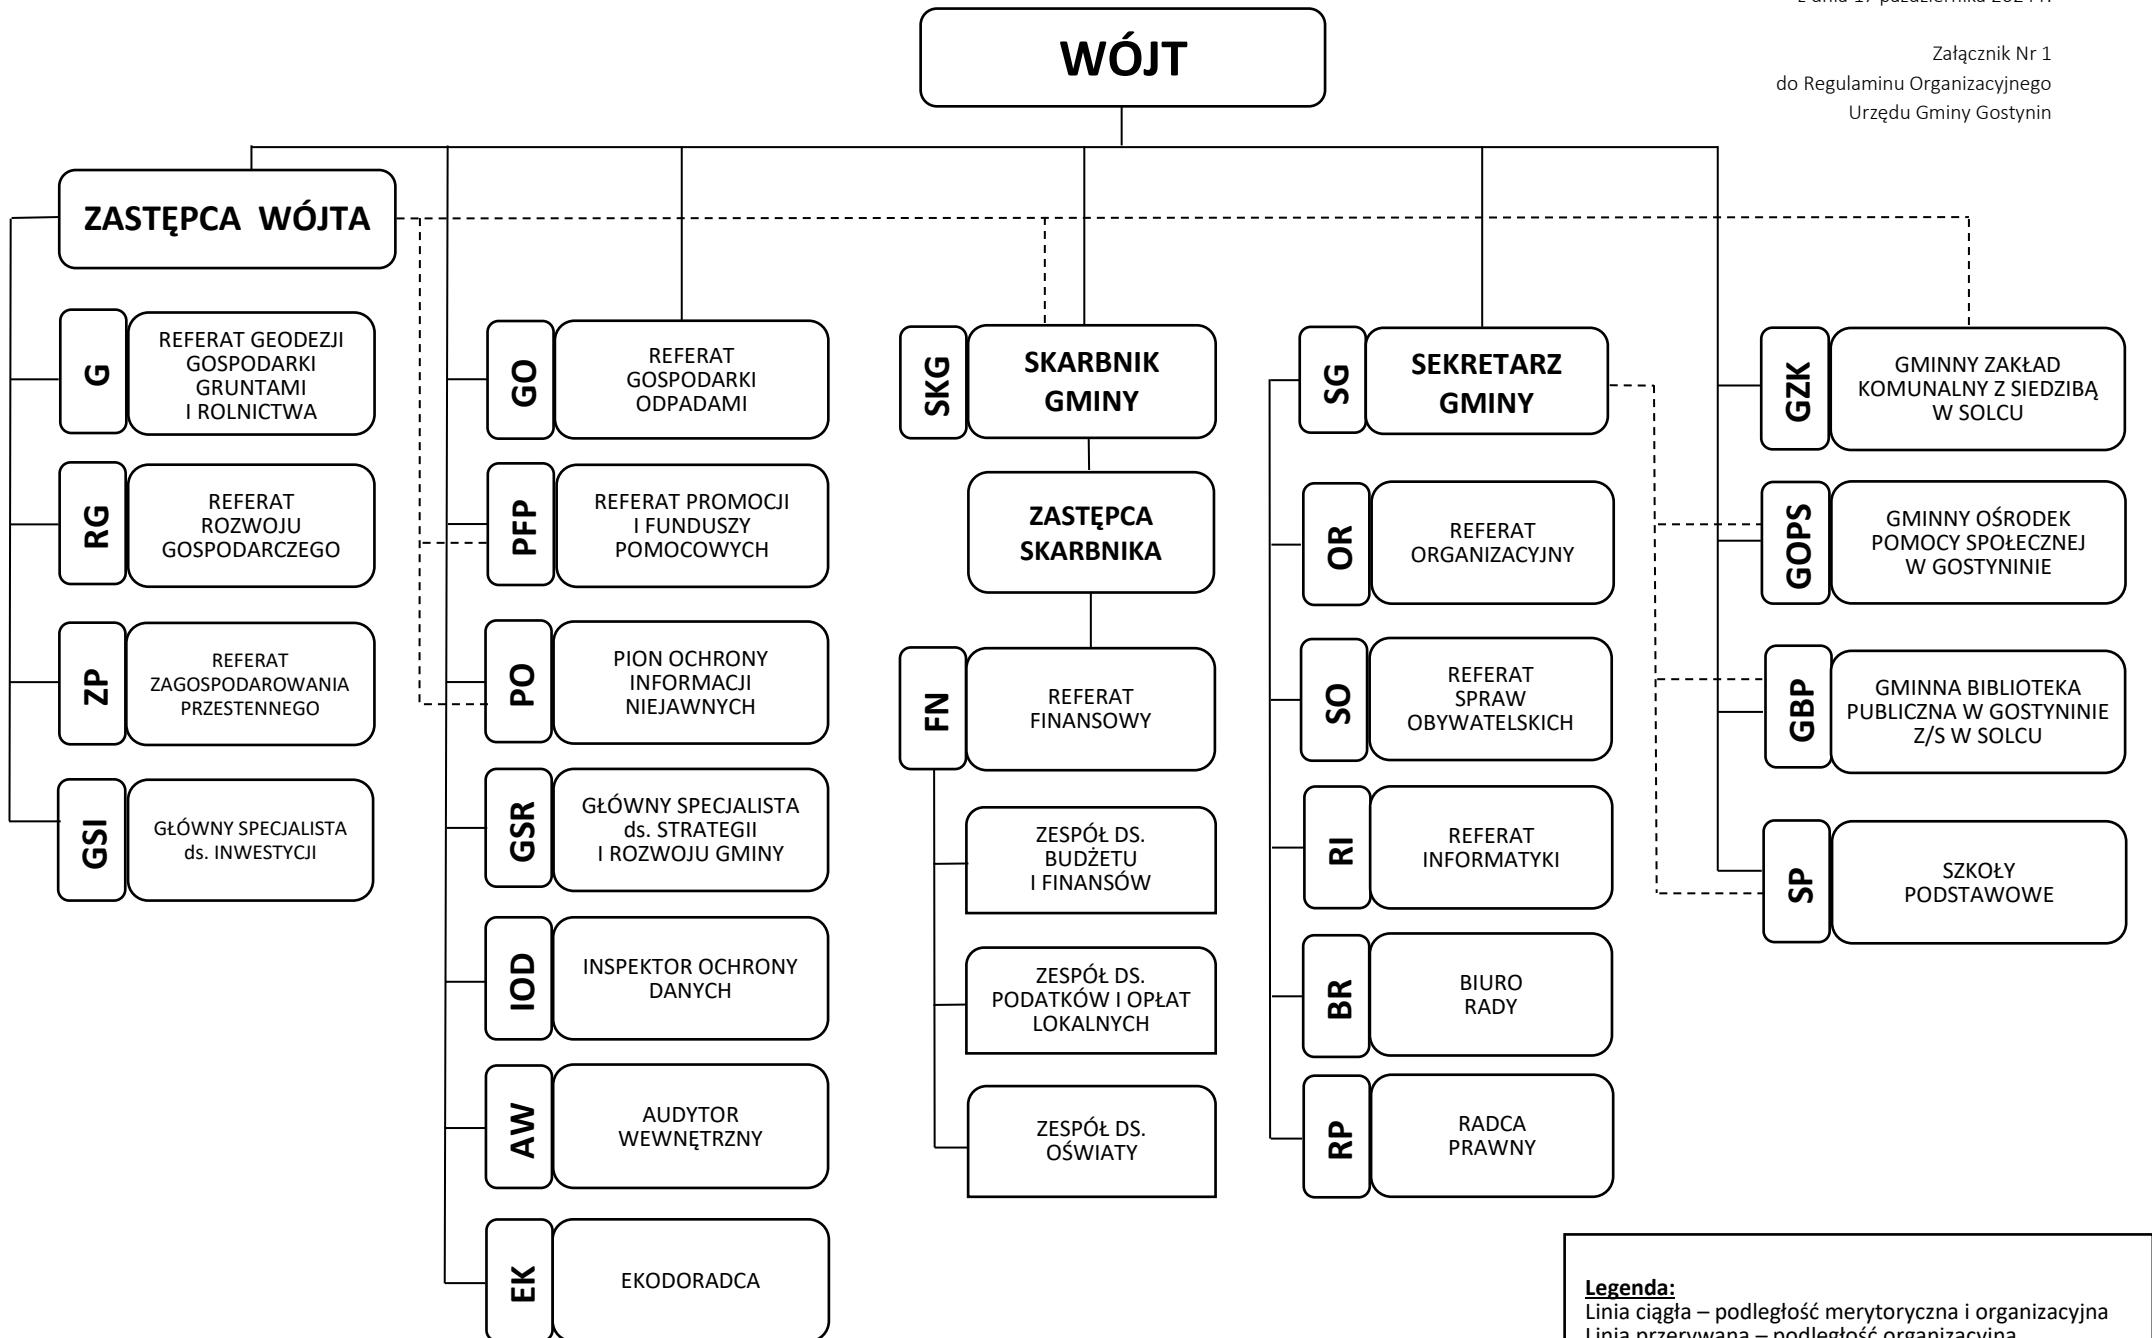 z dnia 17 października 2024 r.
Załącznik Nr 1
do Regulaminu Organizacyjnego
Urzędu Gminy Gostynin
WÓJT
ZASTĘPCA WÓJTA
G
REFERAT GEODEZJI
GOSPODARKI
GRUNTAMI
I ROLNICTWA
RG
REFERAT
ROZWOJU
GOSPODARCZEGO
ZP
REFERAT
ZAGOSPODAROWANIA
PRZESTENNEGO
GSI
GŁÓWNY SPECJALISTA
ds. INWESTYCJI
GO
REFERAT
GOSPODARKI
ODPADAMI
PFP
REFERAT PROMOCJI
I FUNDUSZY
POMOCOWYCH
PO
PION OCHRONY
INFORMACJI
NIEJAWNYCH
GSR
GŁÓWNY SPECJALISTA
ds. STRATEGII
I ROZWOJU GMINY
IOD
INSPEKTOR OCHRONY
DANYCH
AW
AUDYTOR
WEWNĘTRZNY
EK
EKODORADCA
SKG
SKARBNIK
GMINY
ZASTĘPCA
SKARBNIKA
FN
REFERAT
FINANSOWY
ZESPÓŁ DS.
BUDŻETU
I FINANSÓW
ZESPÓŁ DS.
PODATKÓW I OPŁAT
LOKALNYCH
ZESPÓŁ DS.
OŚWIATY
SG
SEKRETARZ
GMINY
OR
REFERAT
ORGANIZACYJNY
SO
REFERAT
SPRAW
OBYWATELSKICH
RI
REFERAT
INFORMATYKI
BR
BIURO
RADY
RP
RADCA
PRAWNY
GZK
GMINNY ZAKŁAD
KOMUNALNY Z SIEDZIBĄ
W SOLCU
GOPS
GMINNY OŚRODEK
POMOCY SPOŁECZNEJ
W GOSTYNINIE
GBP
GMINNA BIBLIOTEKA
PUBLICZNA W GOSTYNINIE
Z/S W SOLCU
SP
SZKOŁY
PODSTAWOWE
Legenda:
Linia ciągła – podległość merytoryczna i organizacyjna
Linia przerywana – podległość organizacyjna